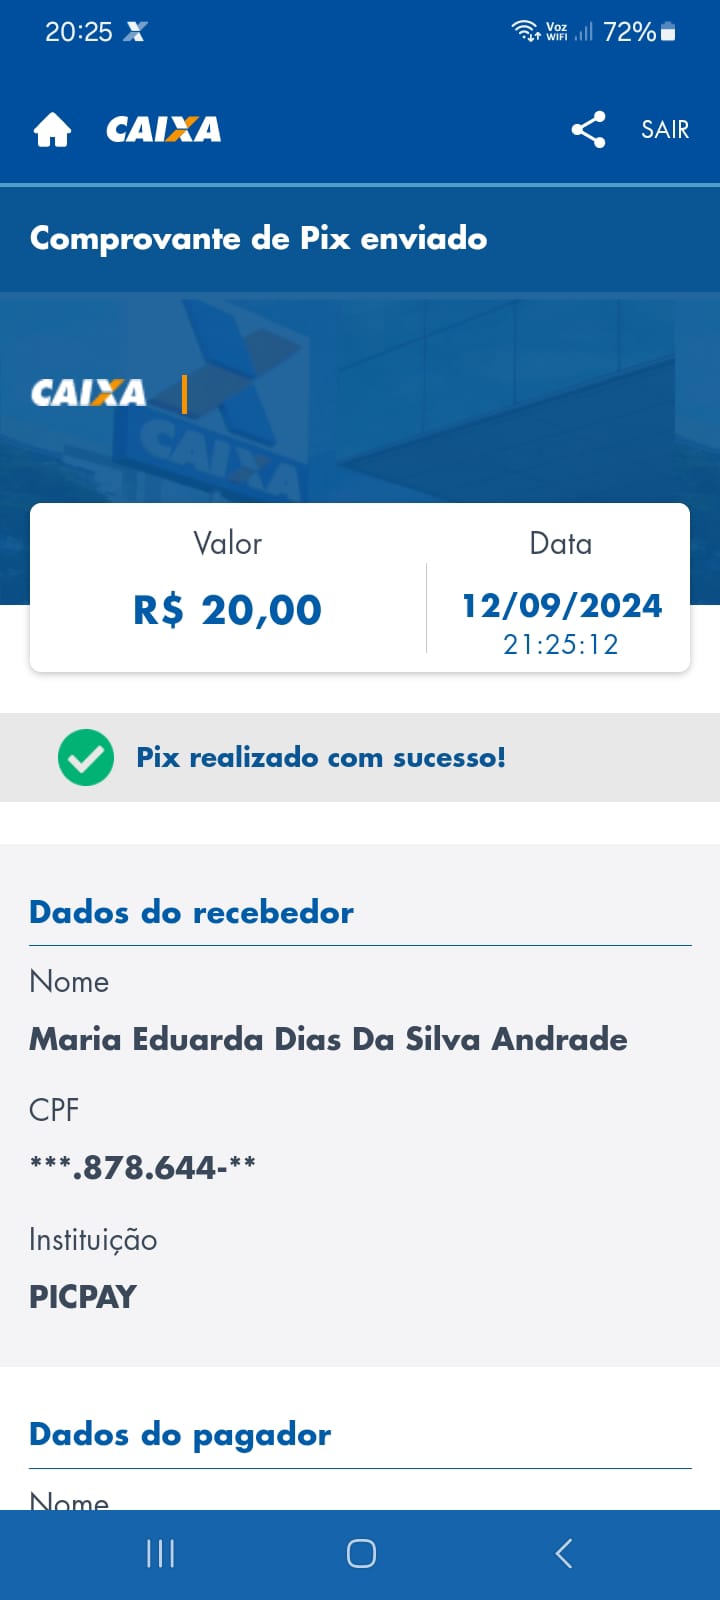 20:25 Voz WiFi 72%
CAIXA SAIR
Comprovante de Pix enviado
CAIXA
CAIXA
Valor Data
R$ 20,00 12/09/2024
21:25:12
Pix realizado com sucesso!
Dados do recebedor
Nome
Maria Eduarda Dias Da Silva Andrade
CPF
***.878.644-**
Instituição
PICPAY
Dados do pagador
Nome